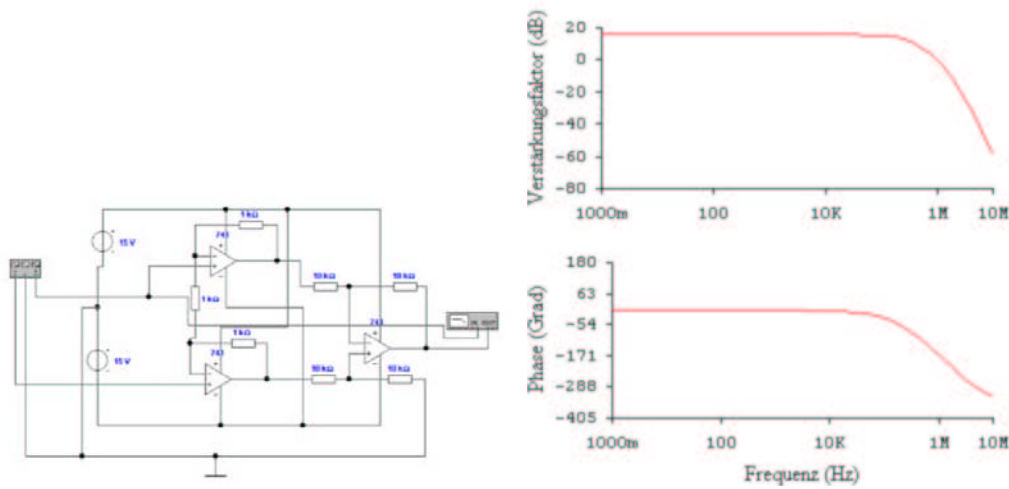 15 V
15 V
1 kΩ
741
1 kΩ
1 kΩ
741
10 kΩ
10 kΩ
741
10 kΩ
10 kΩ
Verstärkungsfaktor (dB)
20
0
-20
-40
-60
-80
1000m
100
10K
1M
10M
Phase (Grad)
180
63
-54
-171
-288
-405
1000m
100
10K
1M
10M
Frequenz (Hz)